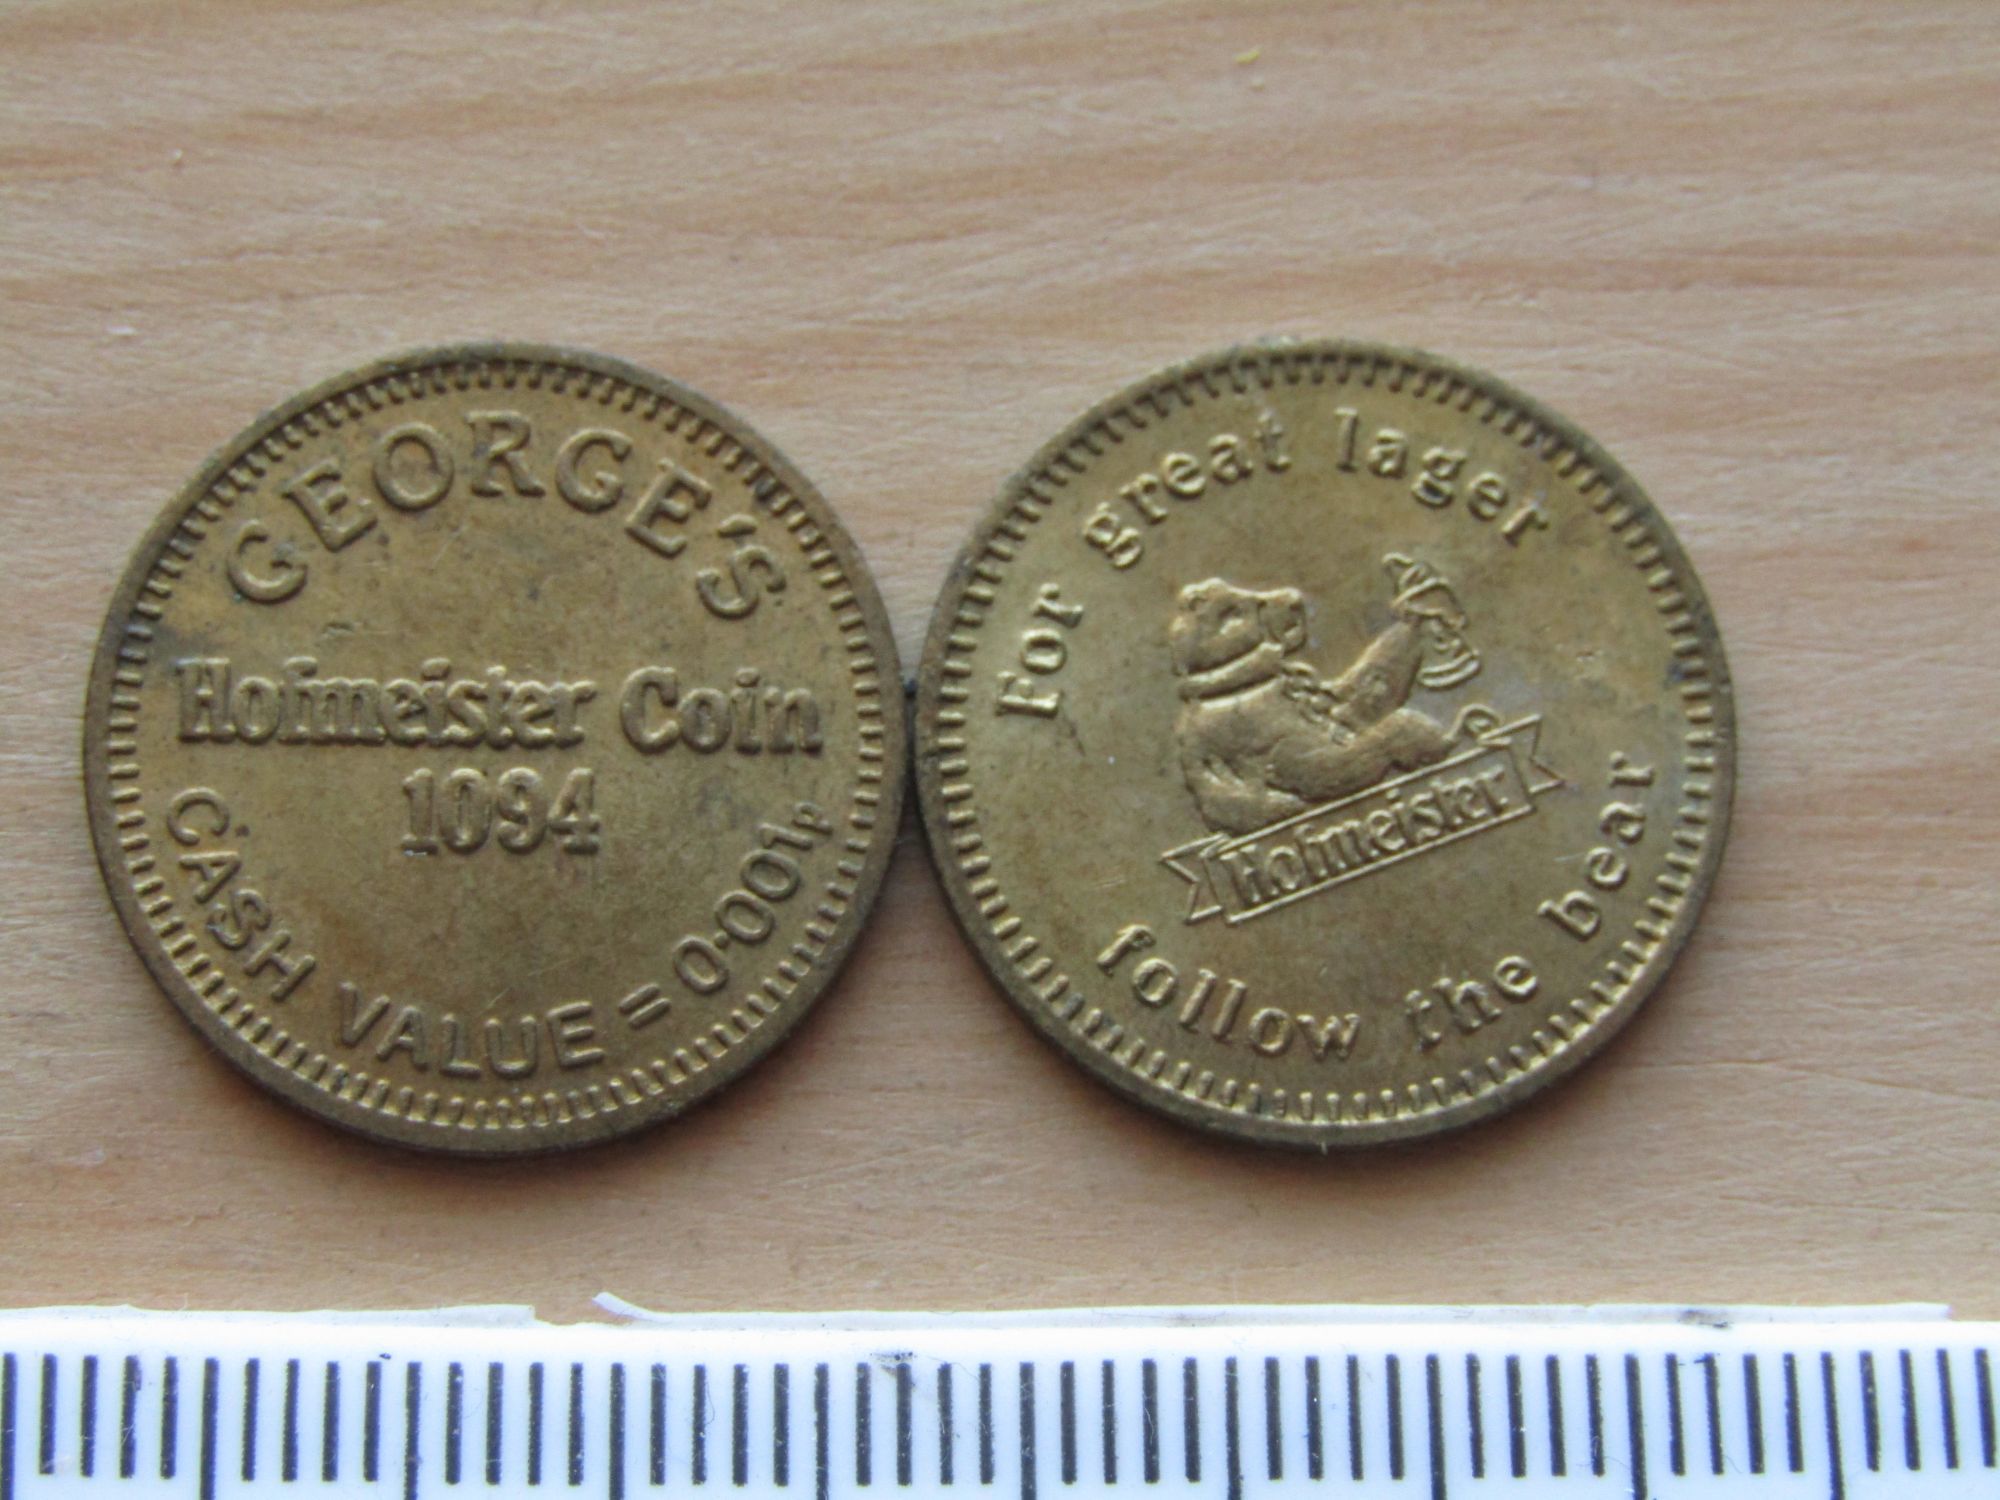 GEORGE'S
Hofmeister Coin
1094
CASH VALUE = 0·001p
For great lager
Hofmeister
follow the bear